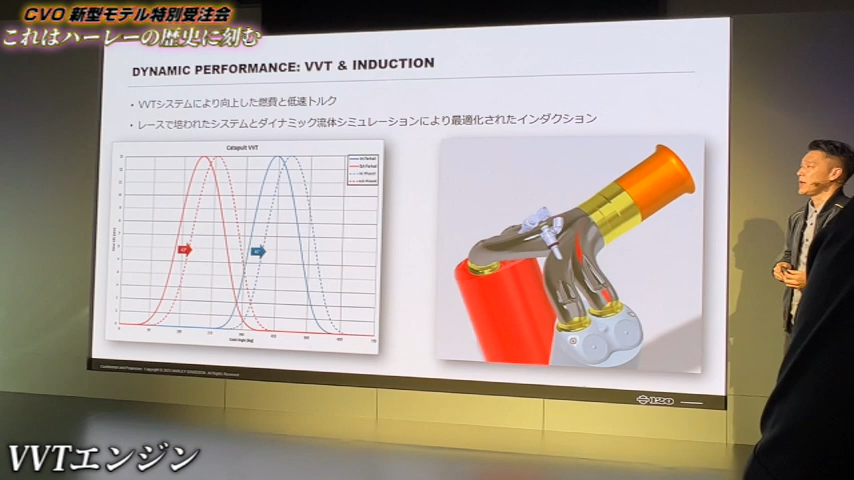 CVO 新型モデル特別受注会
これはハーレーの歴史に刻む
DYNAMIC PERFORMANCE: VVT & INDUCTION
• VVTシステムにより向上した燃費と低速トルク
• レースで培われたシステムとダイナミック流体シミュレーションにより最適化されたインダクション
Catapult VVT
120
VVTエンジン